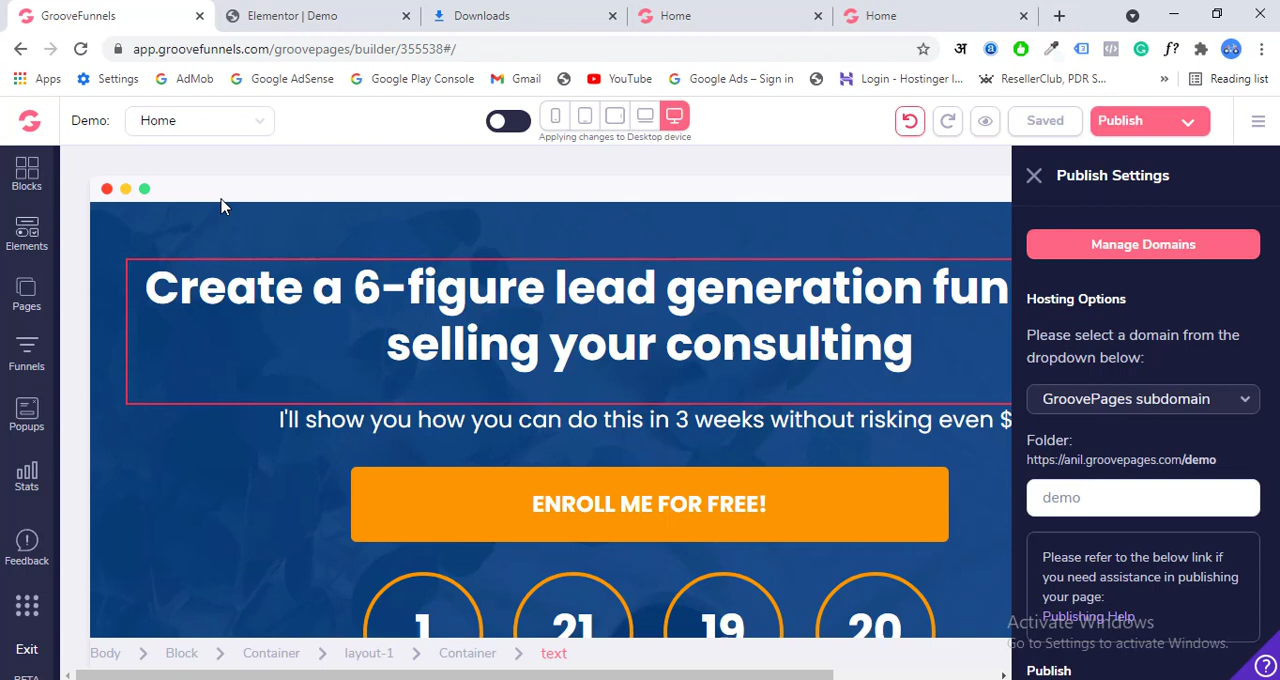 GrooveFunnels
Elementor | Demo
Downloads
Home
Home
app.groovefunnels.com/groovepages/builder/355538#/
Apps
Settings
AdMob
Google AdSense
Google Play Console
Gmail
YouTube
Google Ads – Sign in
Login - Hostinger I...
ResellerClub, PDR S...
»
Reading list
Demo:
Home
Applying changes to Desktop device
Saved
Publish
Blocks
Elements
Pages
Funnels
Popups
Stats
Feedback
Exit
BETA
Create a 6-figure lead generation fun
selling your consulting
I'll show you how you can do this in 3 weeks without risking even $
ENROLL ME FOR FREE!
1 21 19 20
Body Block Container layout-1 Container text
Publish Settings
Manage Domains
Hosting Options
Please select a domain from the
dropdown below:
GroovePages subdomain
Folder:
https://anil.groovepages.com/demo
demo
Please refer to the below link if
you need assistance in publishing
your page:
Publishing Help
Activate Windows
Go to Settings to activate Windows.
Publish